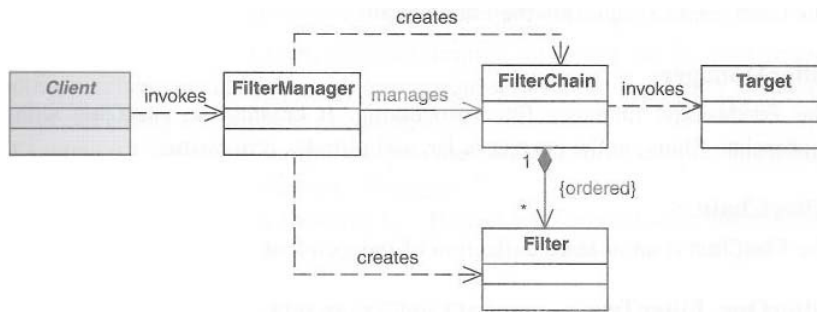 creates
Client
invokes
FilterManager
manages
FilterChain
invokes
Target
1
{ordered}
*
Filter
creates